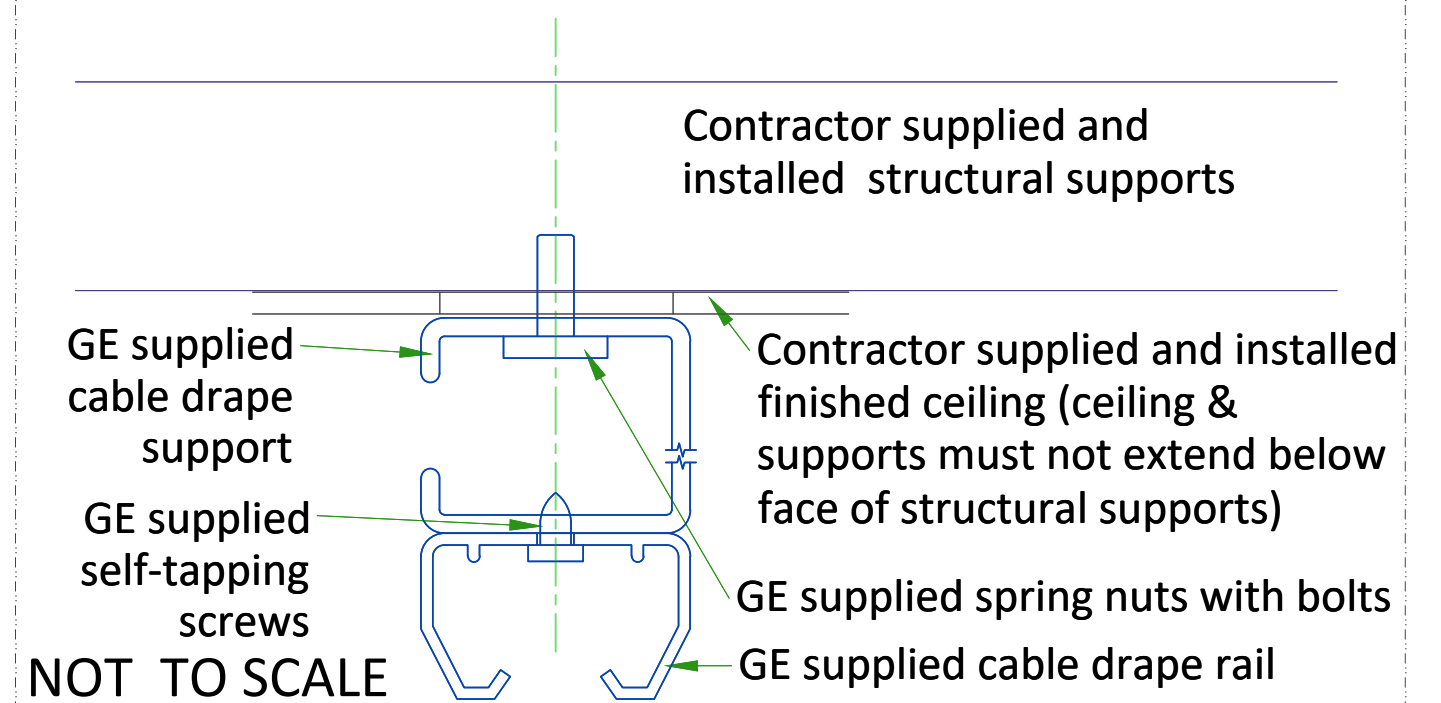 Contractor supplied and
installed  structural supports
GE supplied
cable drape
support
Contractor supplied and installed
finished ceiling (ceiling &
supports must not extend below
face of structural supports)
GE supplied
self-tapping
screws
GE supplied spring nuts with bolts
GE supplied cable drape rail
NOT  TO SCALE